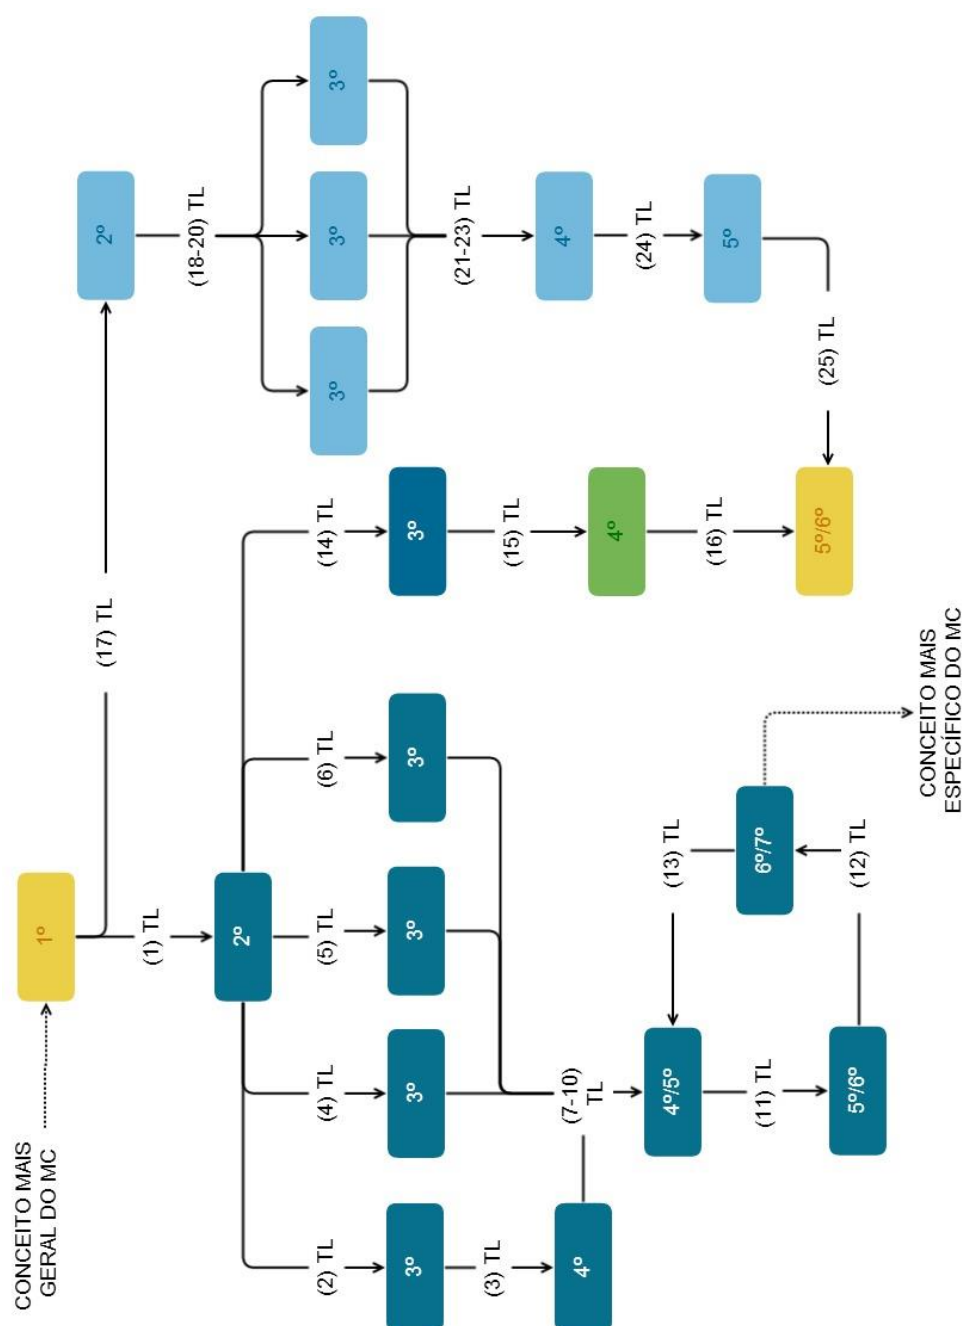 CONCEITO MAIS
GERAL DO MC
1º
(1) TL
(17) TL
2º
2º
(2) TL
(4) TL
(5) TL
(6) TL
(14) TL
(18-20) TL
3º
3º
3º
3º
3º
3º
3º
3º
(3) TL
(15) TL
(21-23) TL
4º
(7-10)
TL
4º
4º
(24) TL
4º/5º
(13) TL
(16) TL
5º
(11) TL
6º/7º
5º/6º
(25) TL
5º/6º
(12) TL
CONCEITO MAIS
ESPECÍFICO DO MC